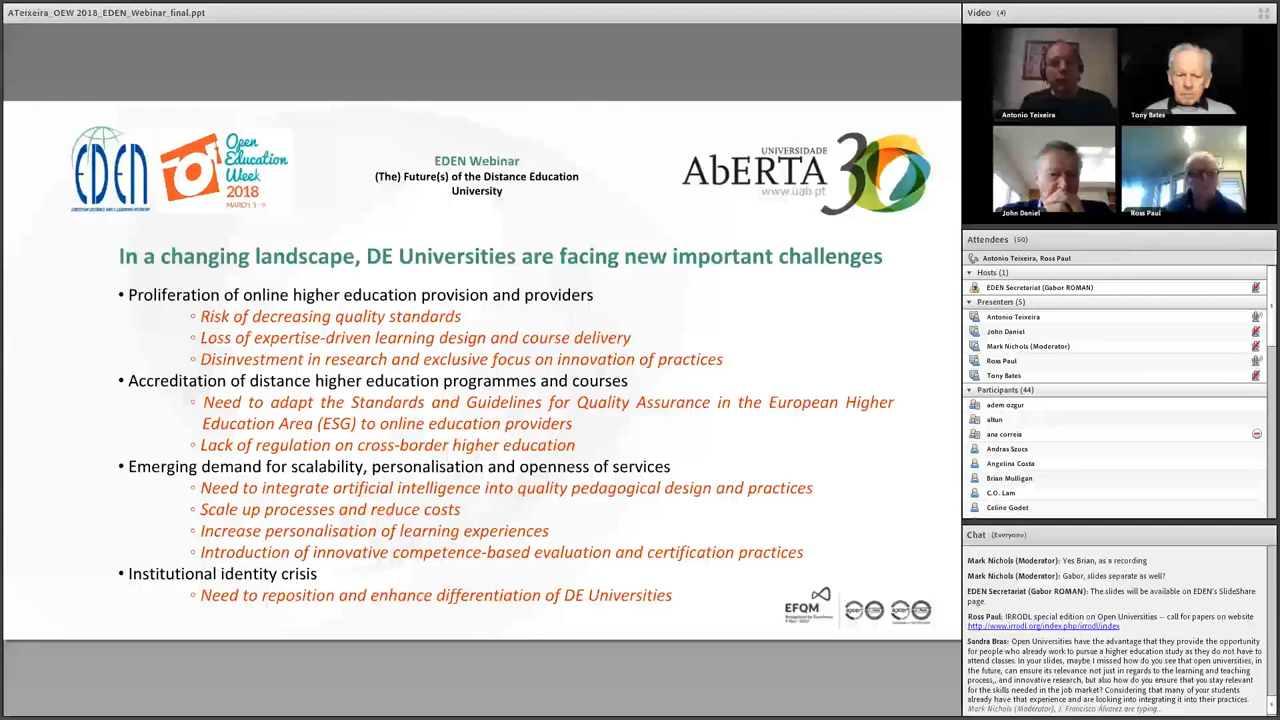 ATeixeira_OEW 2018_EDEN_Webinar_final.ppt
EDEN
Open
Education
Week
2018
MARCH 5 - 9
EDEN Webinar
(The) Future(s) of the Distance Education
University
UNIVERSIDADE
AbERTA 30
www.uab.pt
In a changing landscape, DE Universities are facing new important challenges
• Proliferation of online higher education provision and providers
◦ Risk of decreasing quality standards
◦ Loss of expertise-driven learning design and course delivery
◦ Disinvestment in research and exclusive focus on innovation of practices
• Accreditation of distance higher education programmes and courses
◦ Need to adapt the Standards and Guidelines for Quality Assurance in the European Higher
Education Area (ESG) to online education providers
◦ Lack of regulation on cross-border higher education
• Emerging demand for scalability, personalisation and openness of services
◦ Need to integrate artificial intelligence into quality pedagogical design and practices
◦ Scale up processes and reduce costs
◦ Increase personalisation of learning experiences
◦ Introduction of innovative competence-based evaluation and certification practices
• Institutional identity crisis
◦ Need to reposition and enhance differentiation of DE Universities
EFQM
Video (4)
Antonio Teixeira
Tony Bates
John Daniel
Ross Paul
Attendees (50)
Antonio Teixeira, Ross Paul
Hosts (1)
EDEN Secretariat (Gabor ROMAN)
Presenters (5)
Antonio Teixeira
John Daniel
Mark Nichols (Moderator)
Ross Paul
Tony Bates
Participants (44)
adem ozgur
altun
ana correia
Andras Szucs
Angelina Costa
Brian Mulligan
C.O. Lam
Celine Godet
Chat (Everyone)
Mark Nichols (Moderator): Yes Brian, as a recording
Mark Nichols (Moderator): Gabor, slides separate as well?
EDEN Secretariat (Gabor ROMAN): The slides will be available on EDEN's SlideShare
page.
Ross Paul: IRRODL special edition on Open Universities -- call for papers on website
http://www.irrodl.org/index.php/irrodl/index
Sandra Bras: Open Universities have the advantage that they provide the opportunity
for people who already work to pursue a higher education study as they do not have to
attend classes. In your slides, maybe I missed how do you see that open universities, in
the future, can ensure its relevance not just in regards to the learning and teaching
process,, and innovative research, but also how do you ensure that you stay relevant
for the skills needed in the job market? Considering that many of your students
already have that experience and are looking into integrating it into their practices.
Mark Nichols (Moderator), J. Francisco Álvarez are typing...